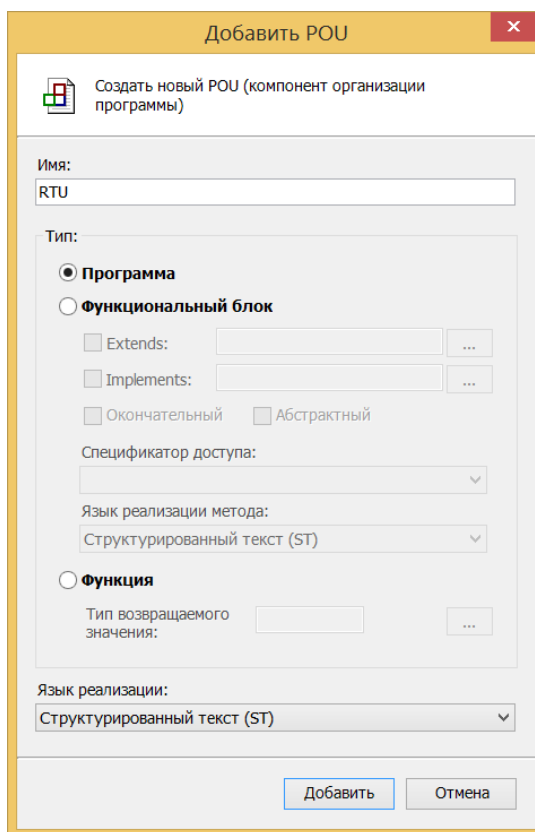 Добавить POU
Создать новый POU (компонент организации
программы)
Имя:
RTU
Тип:
Программа
Функциональный блок
Extends:
...
Implements:
...
Окончательный Абстрактный
Спецификатор доступа:
Язык реализации метода:
Структурированный текст (ST)
Функция
Тип возвращаемого
значения:
...
Язык реализации:
Структурированный текст (ST)
Добавить Отмена